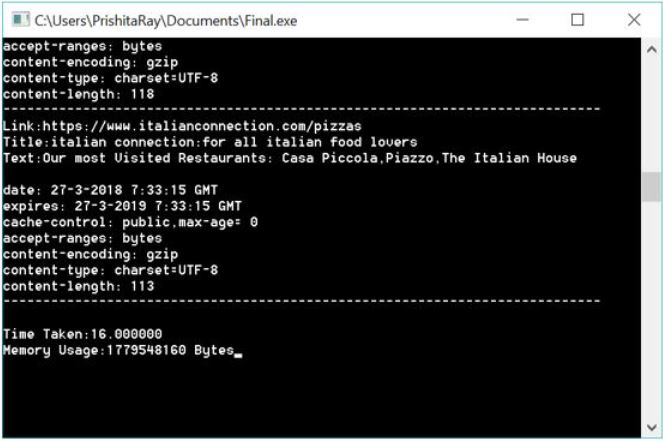 C:\Users\PrishitaRay\Documents\Final.exe
accept-ranges: bytes
content-encoding: gzip
content-type: charset=UTF-8
content-length: 118
---------------------------------------------------------------------------
Link:https://www.italianconnection.com/pizzas
Title:italian connection:for all italian food lovers
Text:Our most Visited Restaurants: Casa Piccola,Piazzo,The Italian House
date: 27-3-2018 7:33:15 GMT
expires: 27-3-2019 7:33:15 GMT
cache-control: public,max-age= 0
accept-ranges: bytes
content-encoding: gzip
content-type: charset=UTF-8
content-length: 113
---------------------------------------------------------------------------
Time Taken:16.000000
Memory Usage:1779548160 Bytes